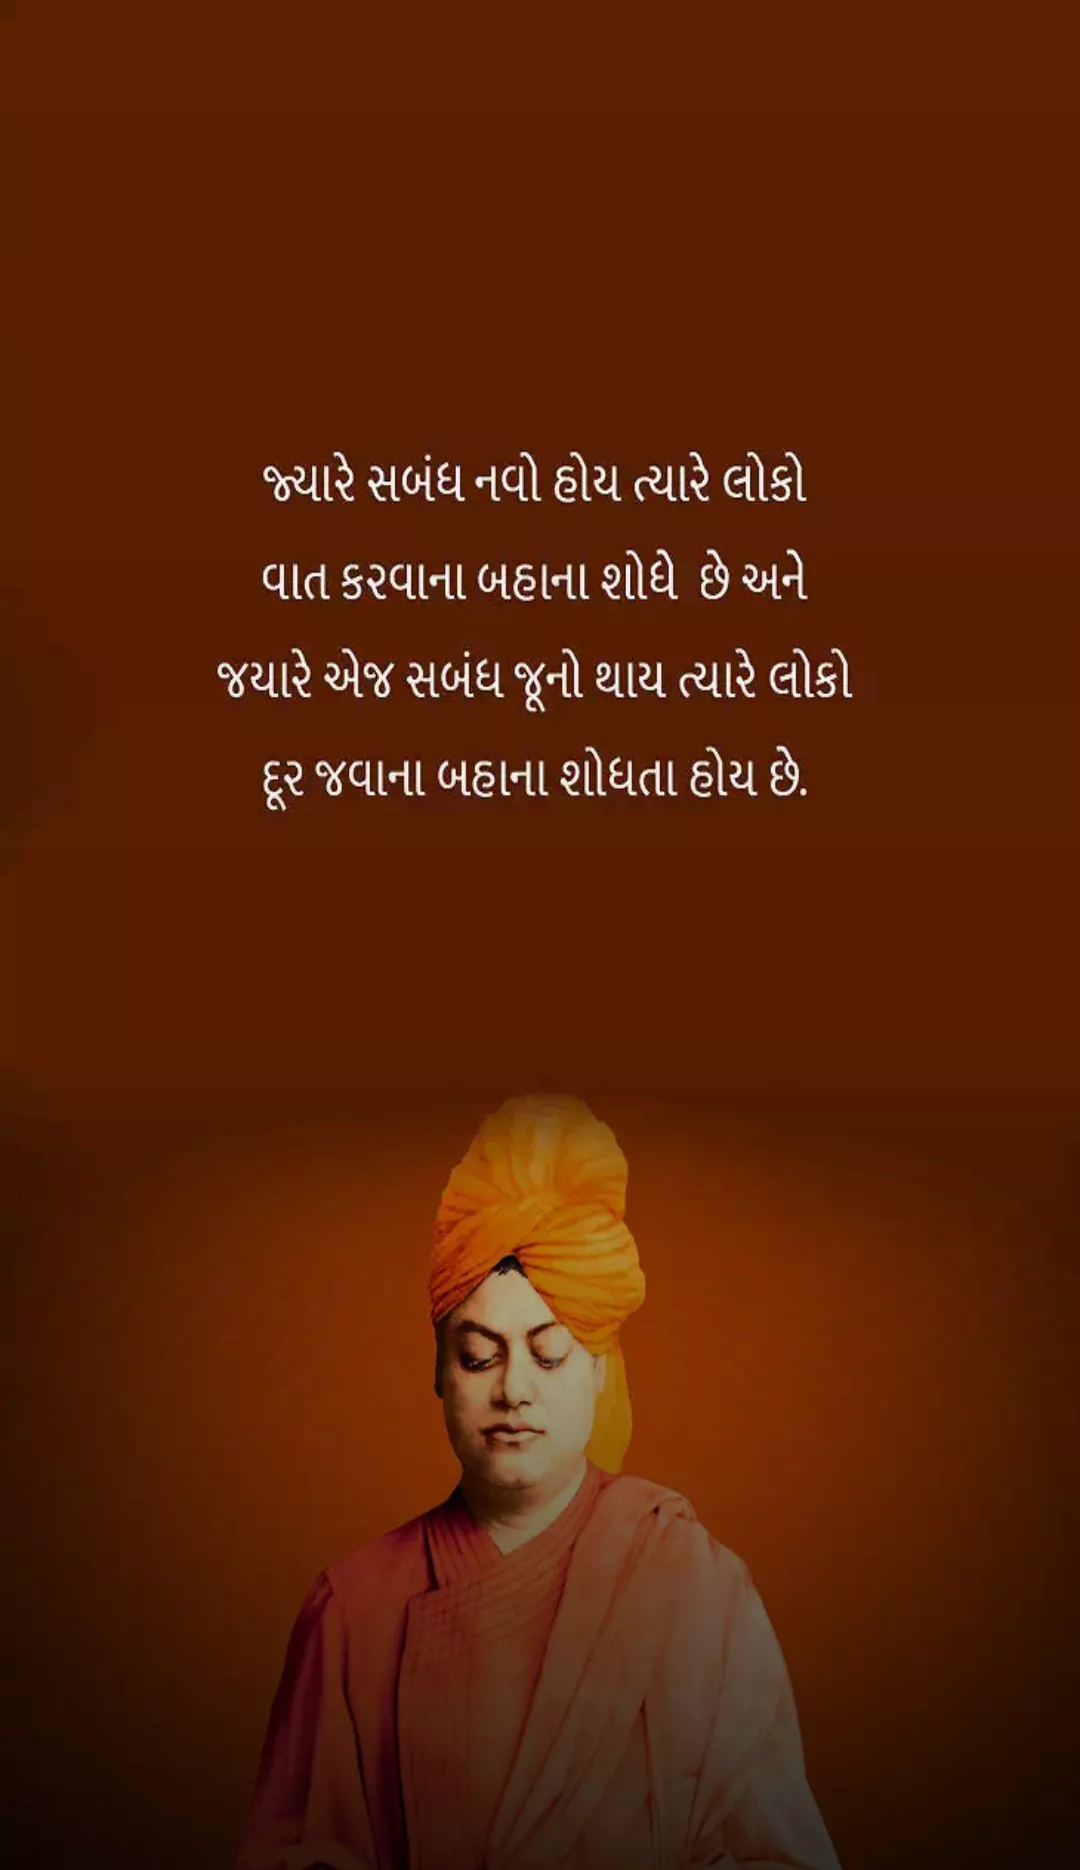 જ્યારે સબંધ નવો હોય ત્યારે લોકો
વાત કરવાના બહાના શોધે છે અને
જયારે એજ સબંધ જૂનો થાય ત્યારે લોકો
દૂર જવાના બહાના શોધતા હોય છે.